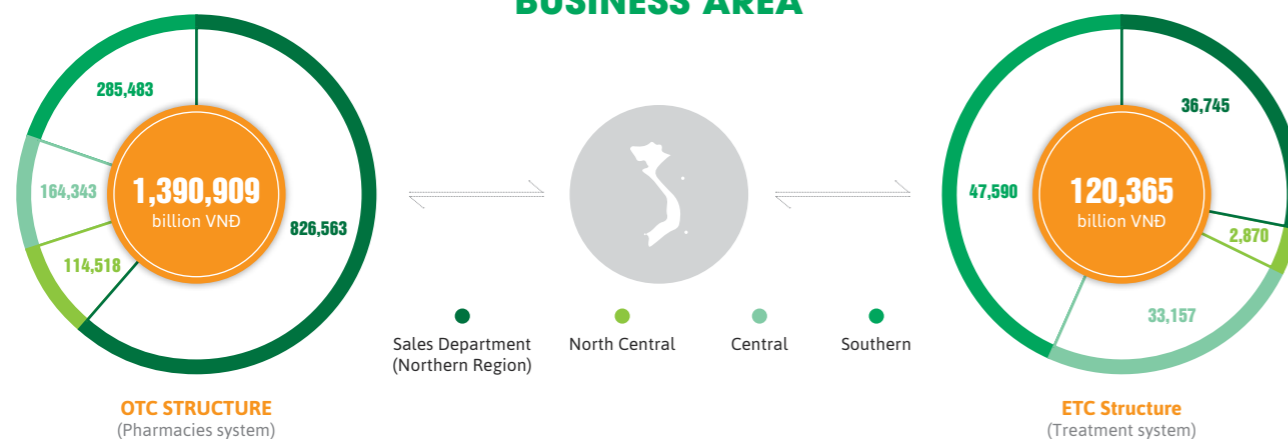 BUSINESS AREA
285,483
164,343
114,518
826,563
1,390,909
billion VNĐ
OTC STRUCTURE
(Pharmacies system)
Sales Department
(Northern Region)
North Central
Central
Southern
36,745
47,590
2,870
33,157
120,365
billion VNĐ
ETC Structure
(Treatment system)